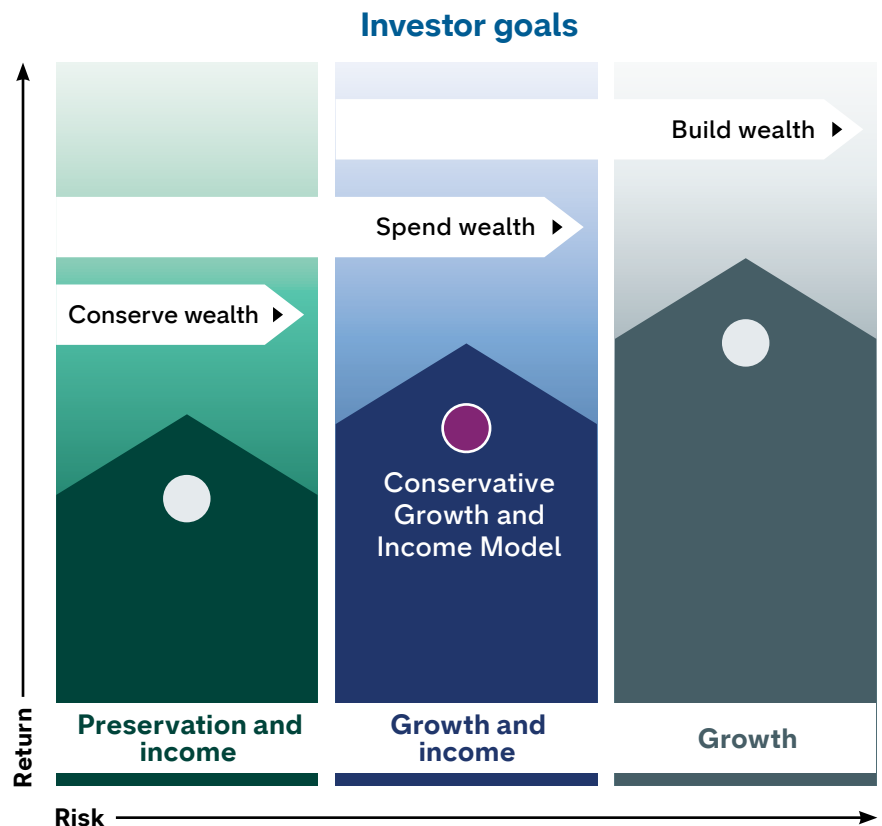 Investor goals
Build wealth
Spend wealth
Conserve wealth
Conservative
Growth and
Income Model
Return
Preservation and
income
Growth and
income
Growth
Risk